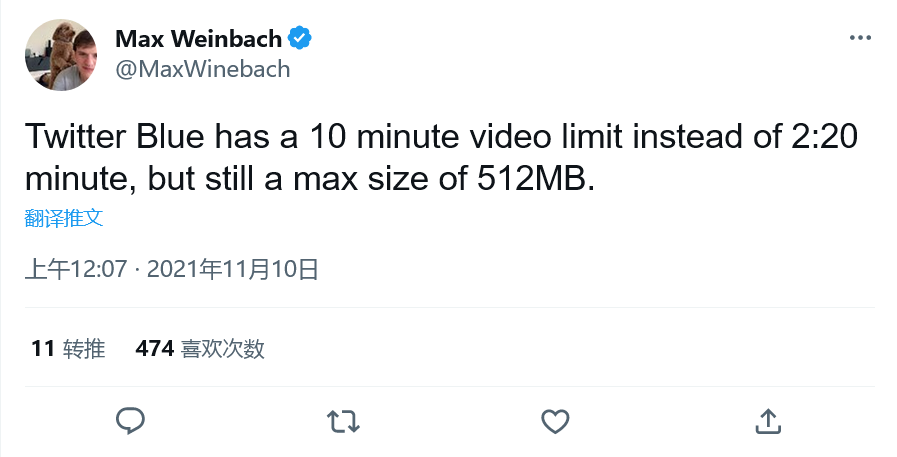 Max Weinbach
@MaxWinebach
Twitter Blue has a 10 minute video limit instead of 2:20
minute, but still a max size of 512MB.
翻译推文
上午12:07 · 2021年11月10日
11 转推 474 喜欢次数